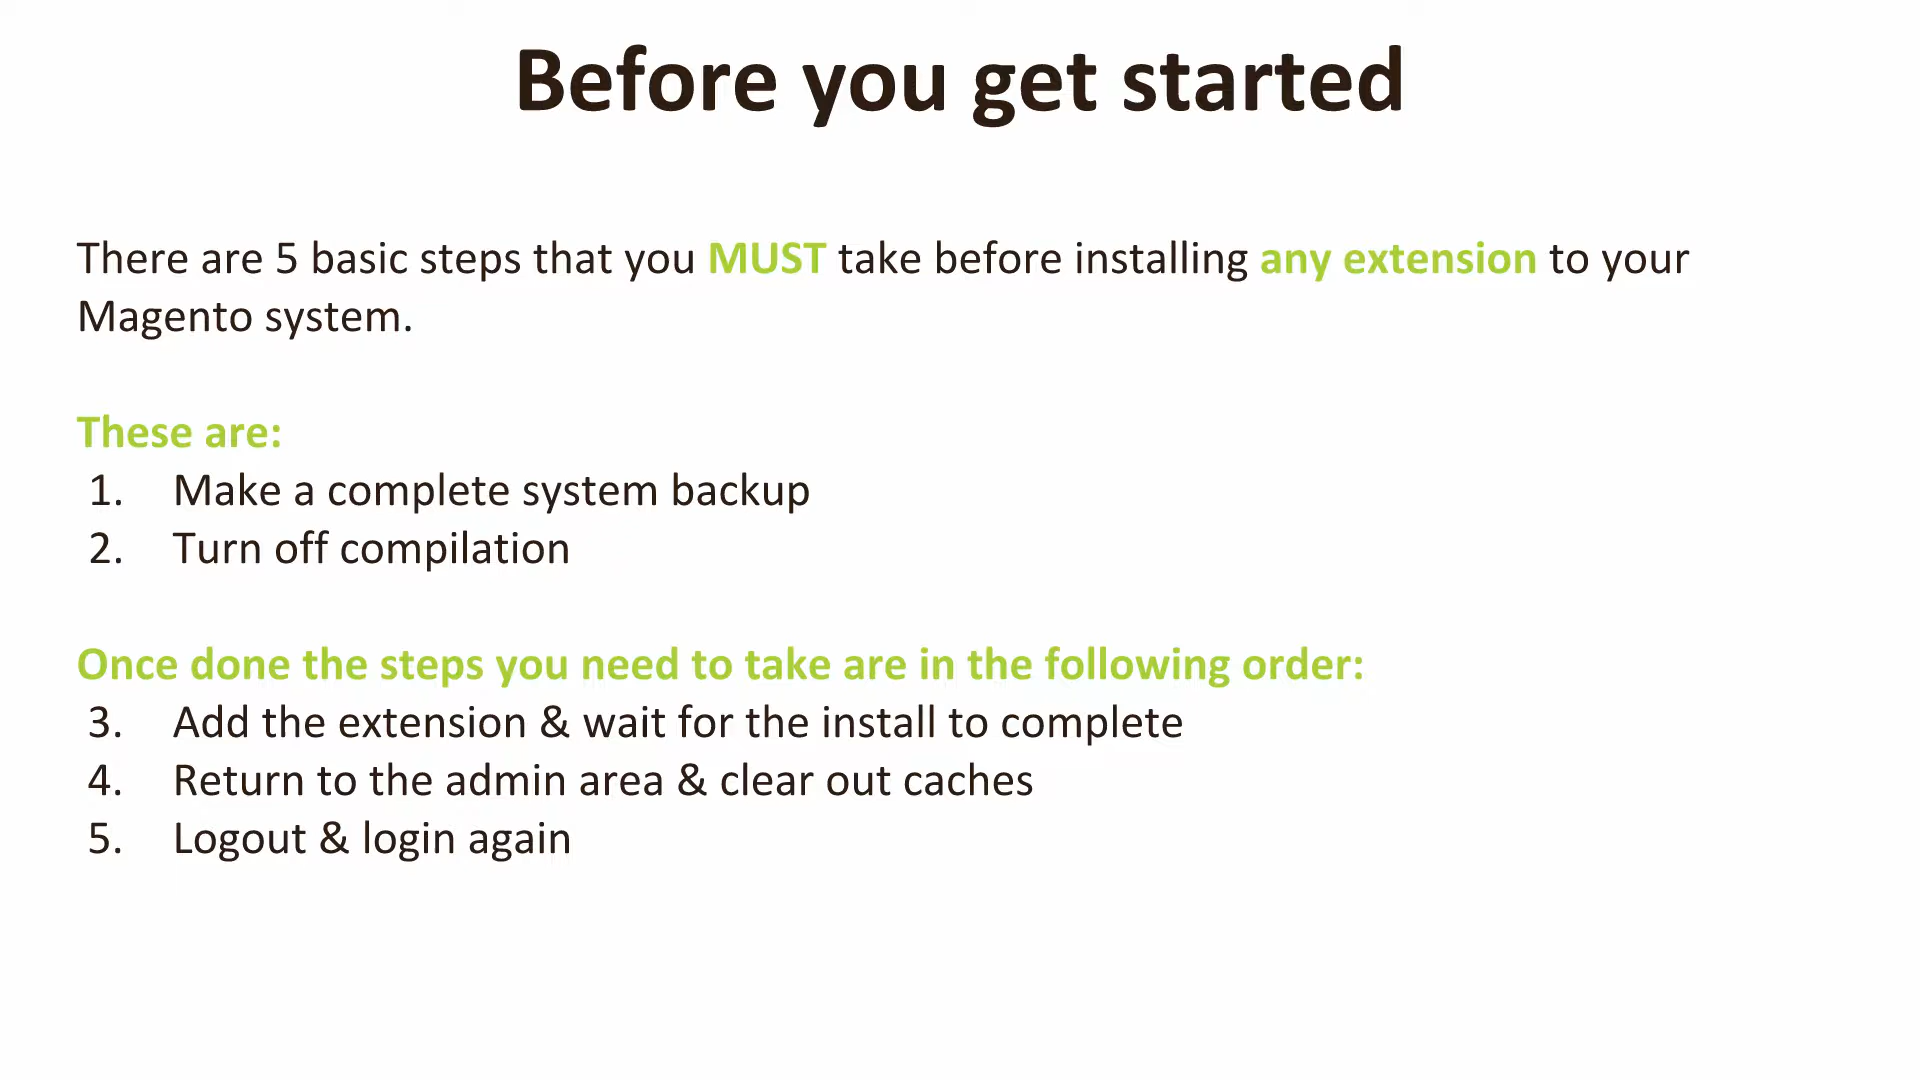 Before you get started
There are 5 basic steps that you MUST take before installing any extension to your
Magento system.
These are:
1. Make a complete system backup
2. Turn off compilation
Once done the steps you need to take are in the following order:
3. Add the extension & wait for the install to complete
4. Return to the admin area & clear out caches
5. Logout & login again